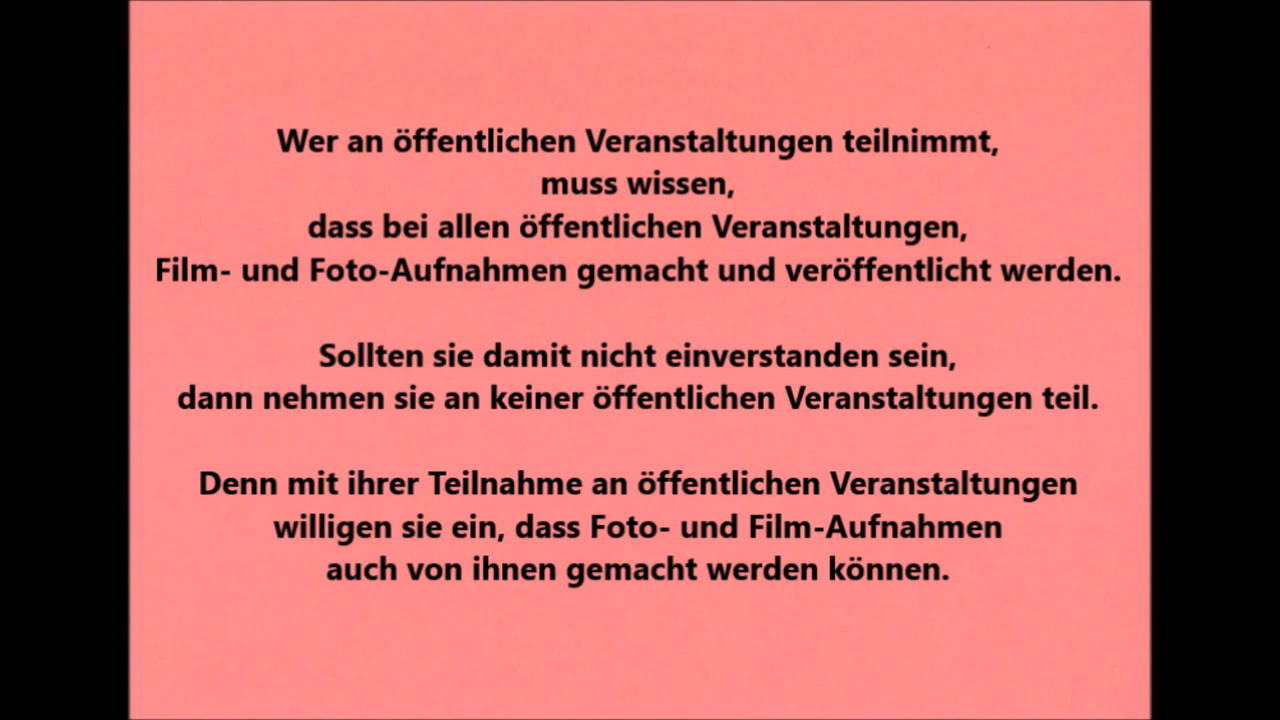 Wer an öffentlichen Veranstaltungen teilnimmt,
muss wissen,
dass bei allen öffentlichen Veranstaltungen,
Film- und Foto-Aufnahmen gemacht und veröffentlicht werden.
Sollten sie damit nicht einverstanden sein,
dann nehmen sie an keiner öffentlichen Veranstaltungen teil.
Denn mit ihrer Teilnahme an öffentlichen Veranstaltungen
willigen sie ein, dass Foto- und Film-Aufnahmen
auch von ihnen gemacht werden können.